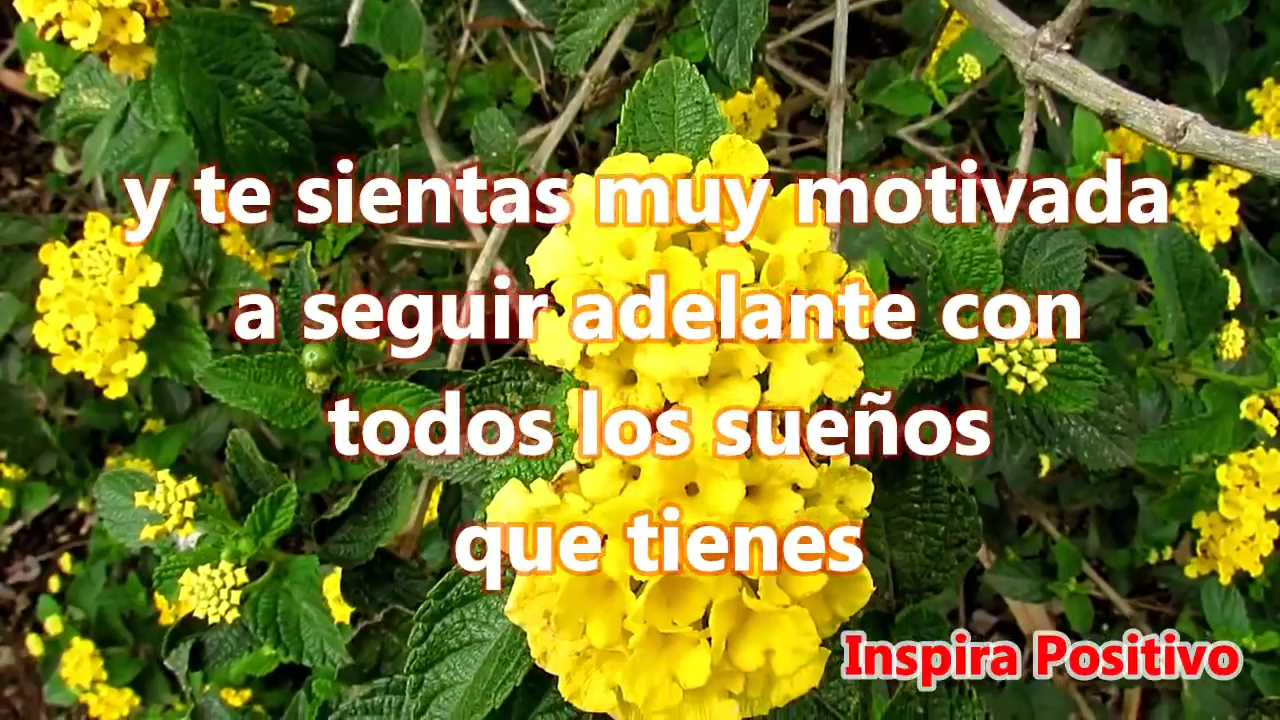 y te sientas muy motivada
a seguir adelante con
todos los sueños
que tienes
Inspira Positivo